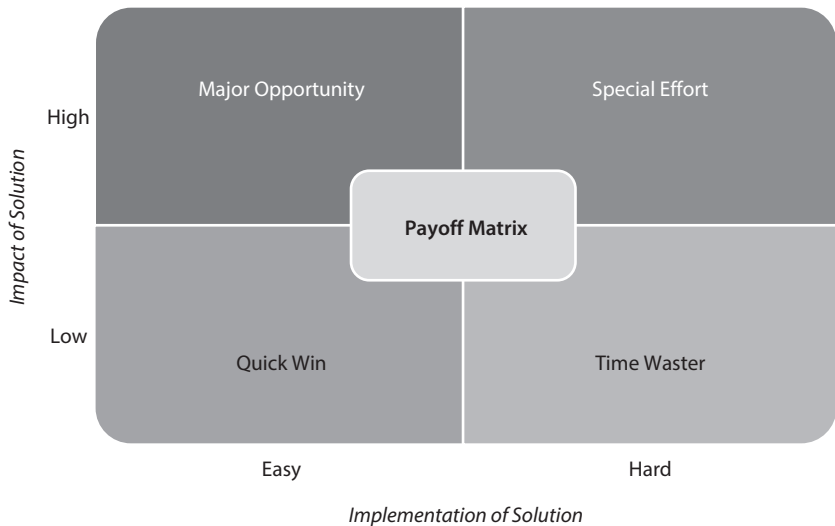 Major Opportunity
Special Effort
High
Impact of Solution
Payoff Matrix
Low
Quick Win
Time Waster
Easy
Hard
Implementation of Solution